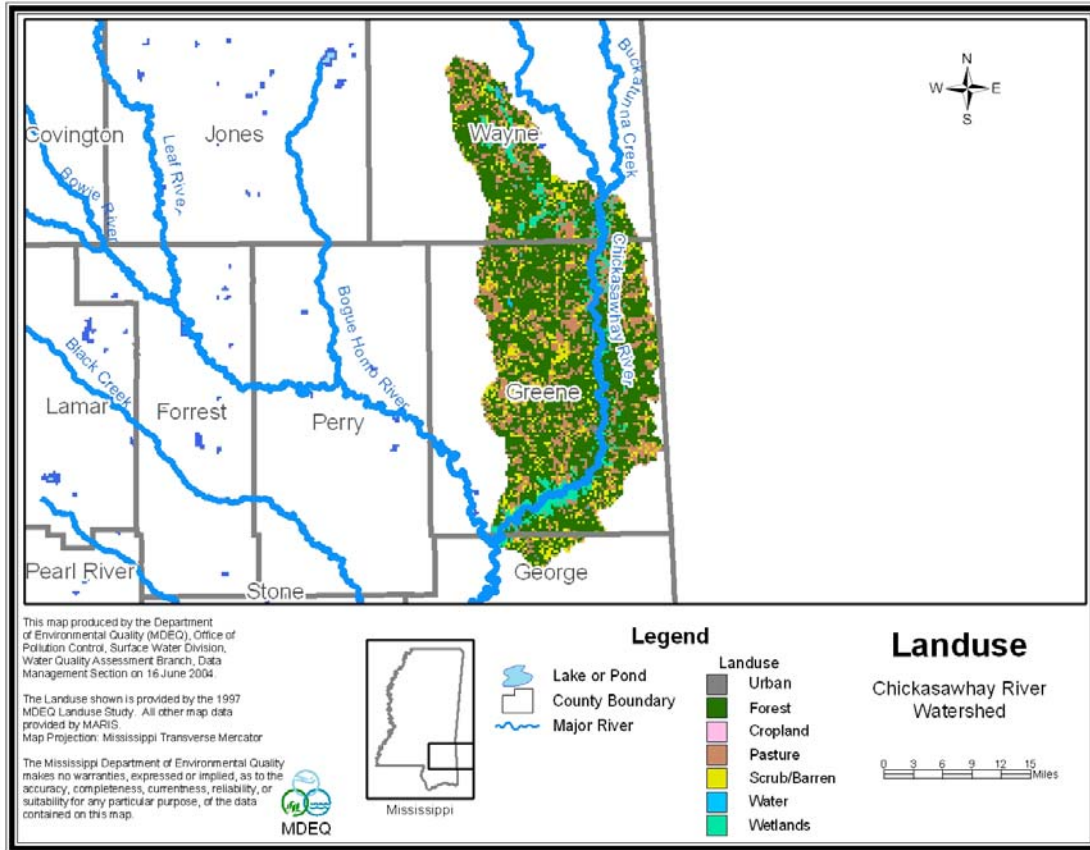 N
W E
S
Covington
Jones
Wayne
Buckatunna Creek
Leaf River
Bowie River
Chickasawhay River
Bogue Homo River
Black Creek
Lamar
Forrest
Perry
Greene
Pearl River
Stone
George
This map produced by the Department
of Environmental Quality (MDEQ), Office of
Pollution Control, Surface Water Division,
Water Quality Assessment Branch, Data
Management Section on 16 June 2004.
The Landuse shown is provided by the 1997
MDEQ Landuse Study. All other map data
provided by MARIS.
Map Projection: Mississippi Transverse Mercator
The Mississippi Department of Environmental Quality
makes no warranties, expressed or implied, as to the
accuracy, completeness, currentness, reliability, or
suitability for any particular purpose, of the data
contained on this map.
MDEQ
Mississippi
Legend
Lake or Pond
County Boundary
Major River
Landuse
Urban
Forest
Cropland
Pasture
Scrub/Barren
Water
Wetlands
Landuse
Chickasawhay River
Watershed
0 3 6 9 12 15
Miles